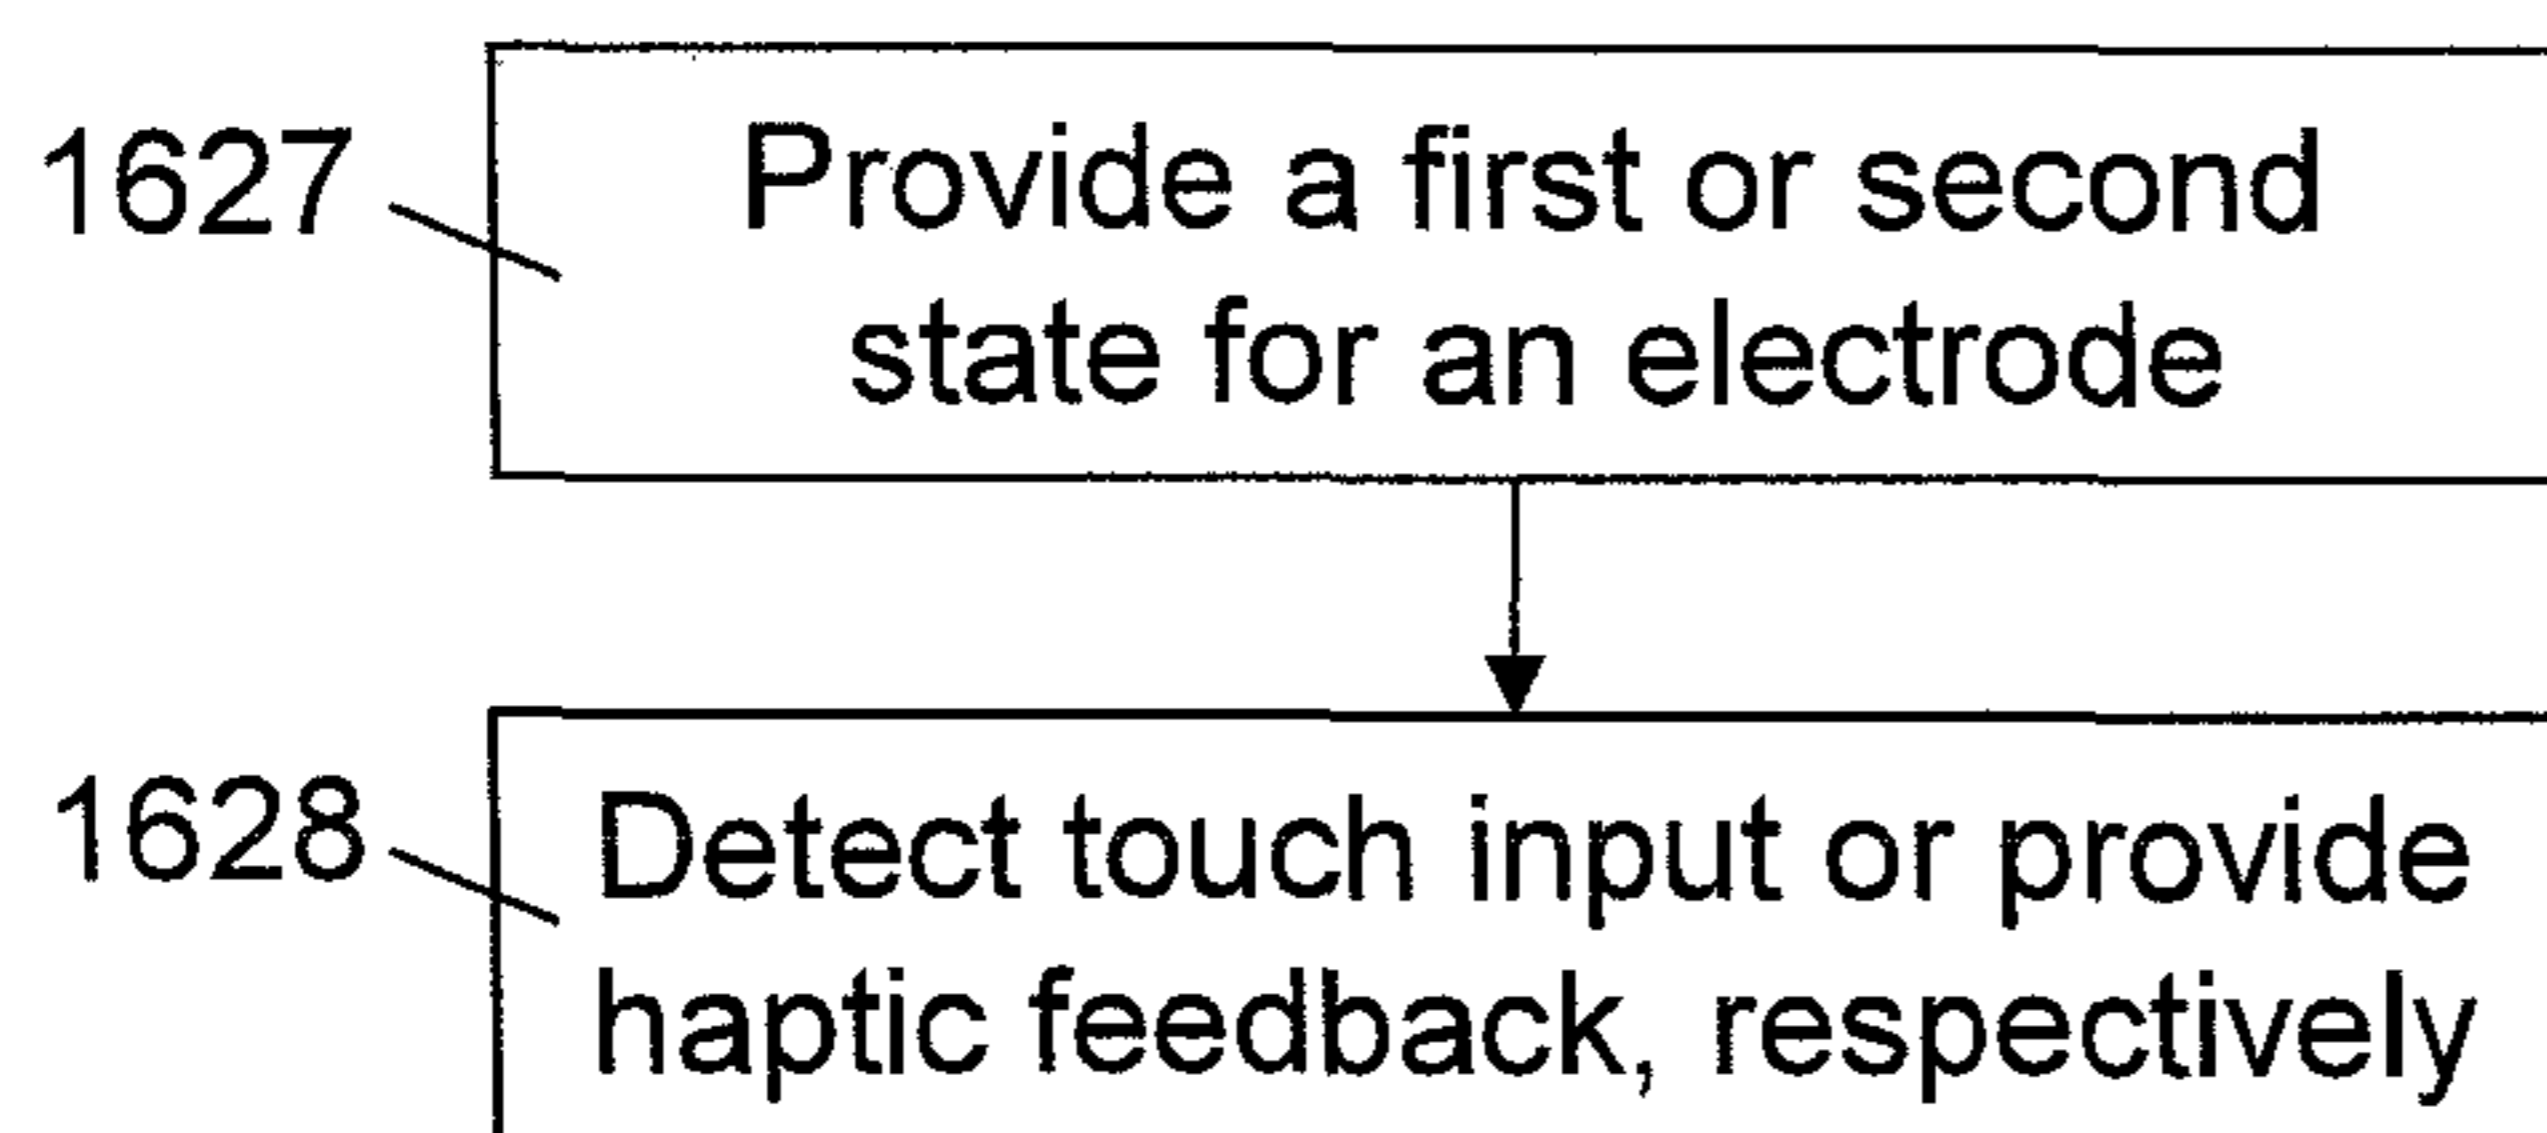 1627
Provide a first or second
state for an electrode
1628
Detect touch input or provide
haptic feedback, respectively